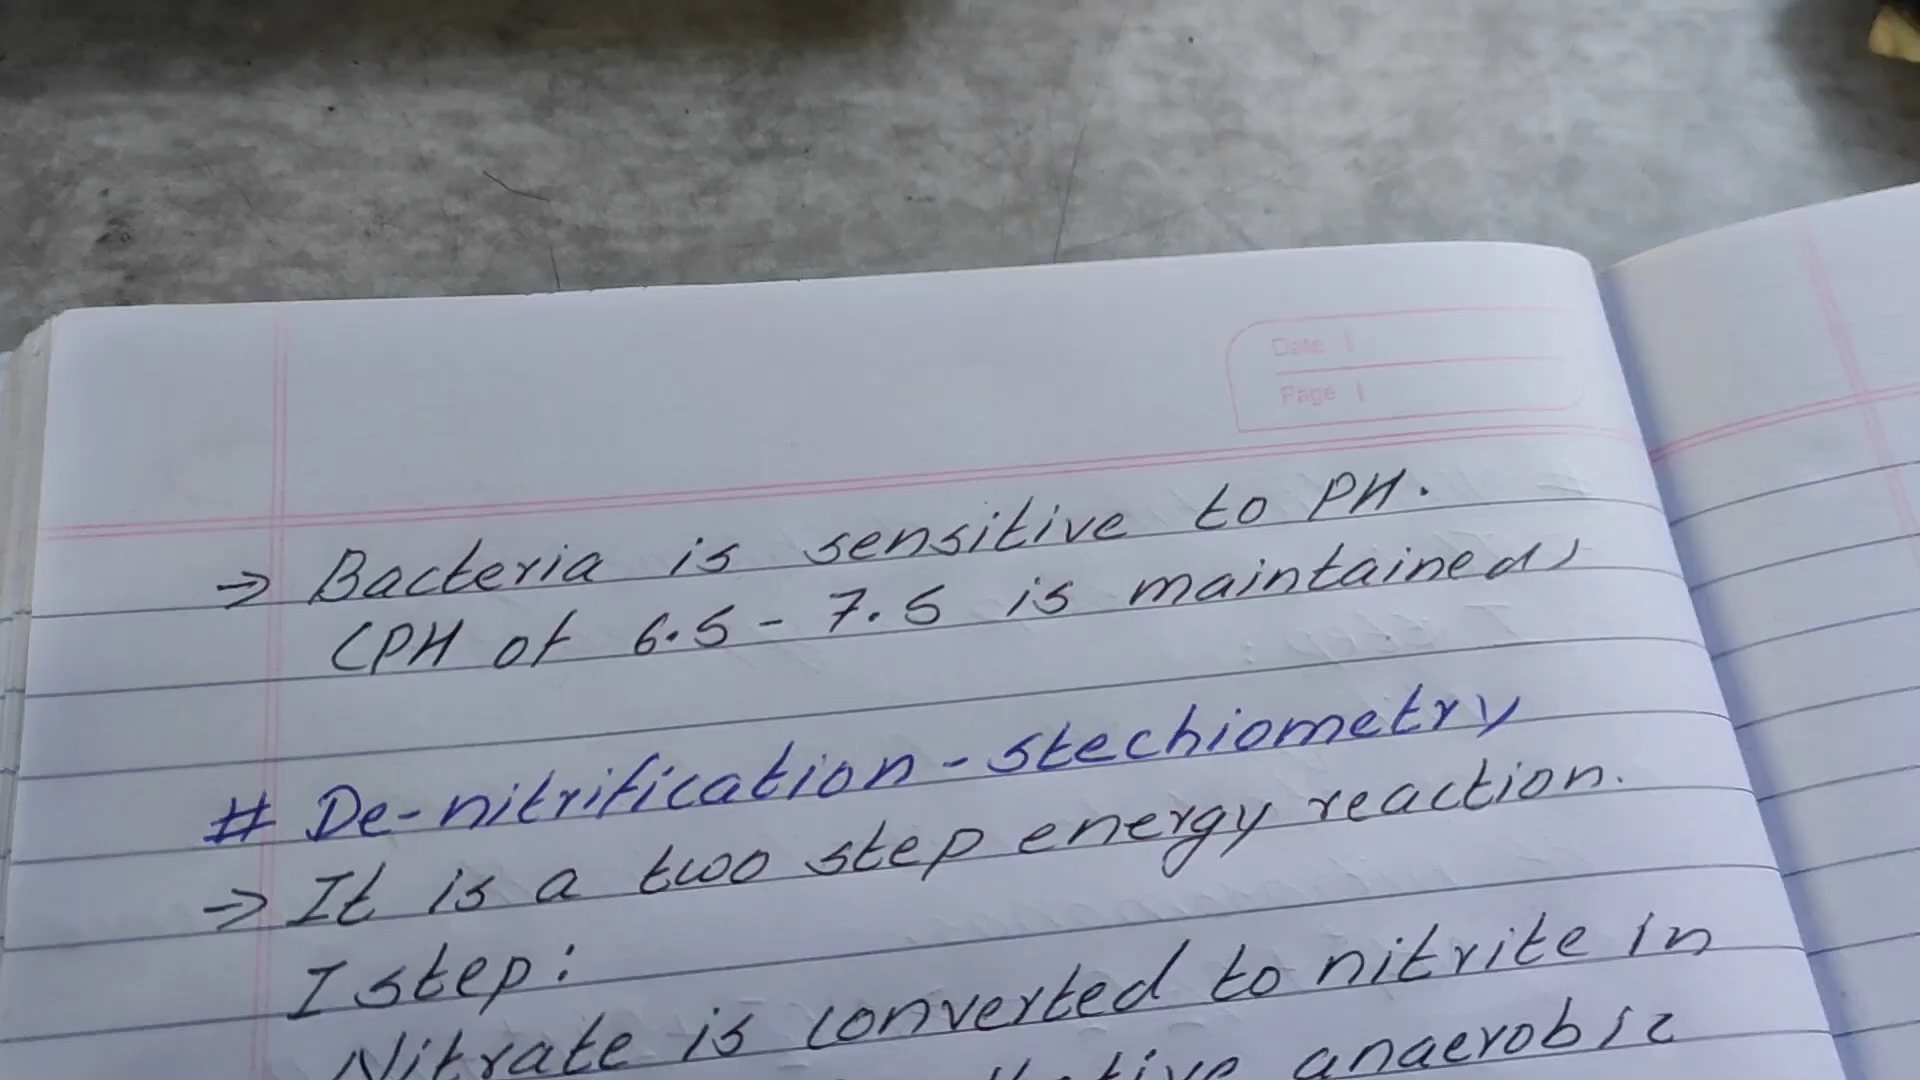 Date |
Page |
→ Bacteria is sensitive to PH.
(PH of 6.5 - 7.5 is maintained)
# De-nitrification - stechiometry
→ It is a two step energy reaction.
I step:
Nitrate is converted to nitrite in
anaerobic